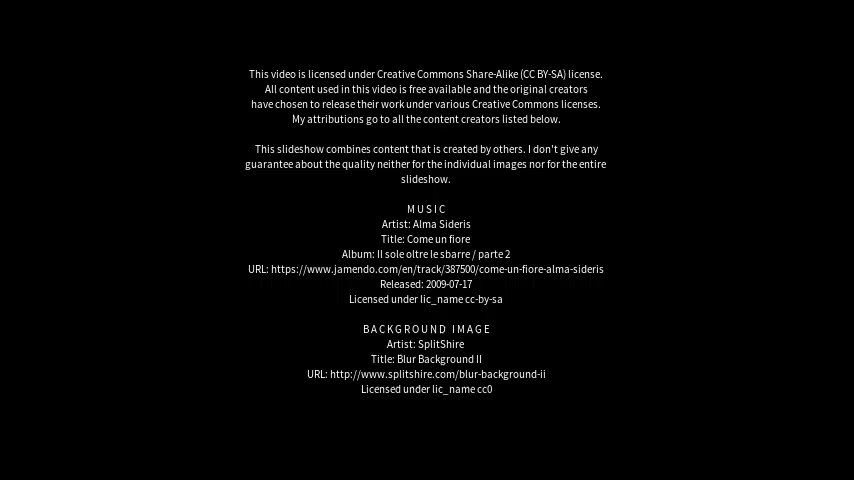 This video is licensed under Creative Commons Share-Alike (CC BY-SA) license.
All content used in this video is free available and the original creators
have chosen to release their work under various Creative Commons licenses.
My attributions go to all the content creators listed below.
This slideshow combines content that is created by others. I don't give any
guarantee about the quality neither for the individual images nor for the entire
slideshow.
MUSIC
Artist: Alma Sideris
Title: Come un fiore
Album: Il sole oltre le sbarre / parte 2
URL: https://www.jamendo.com/en/track/387500/come-un-fiore-alma-sideris
Released: 2009-07-17
Licensed under lic_name cc-by-sa
BACKGROUND IMAGE
Artist: SplitShire
Title: Blur Background II
URL: http://www.splitshire.com/blur-background-ii
Licensed under lic_name cc0